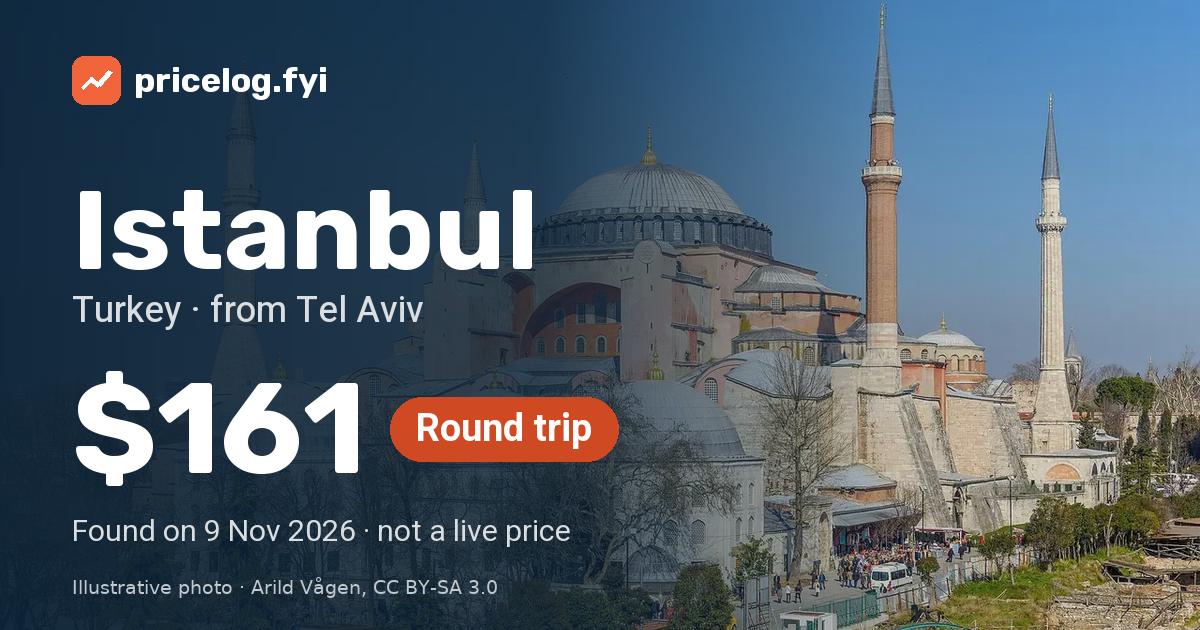 pricelog.fyi
Istanbul
Turkey · from Tel Aviv
$161
Round trip
Found on 9 Nov 2026 · not a live price
Illustrative photo · Arild Vågen, CC BY-SA 3.0